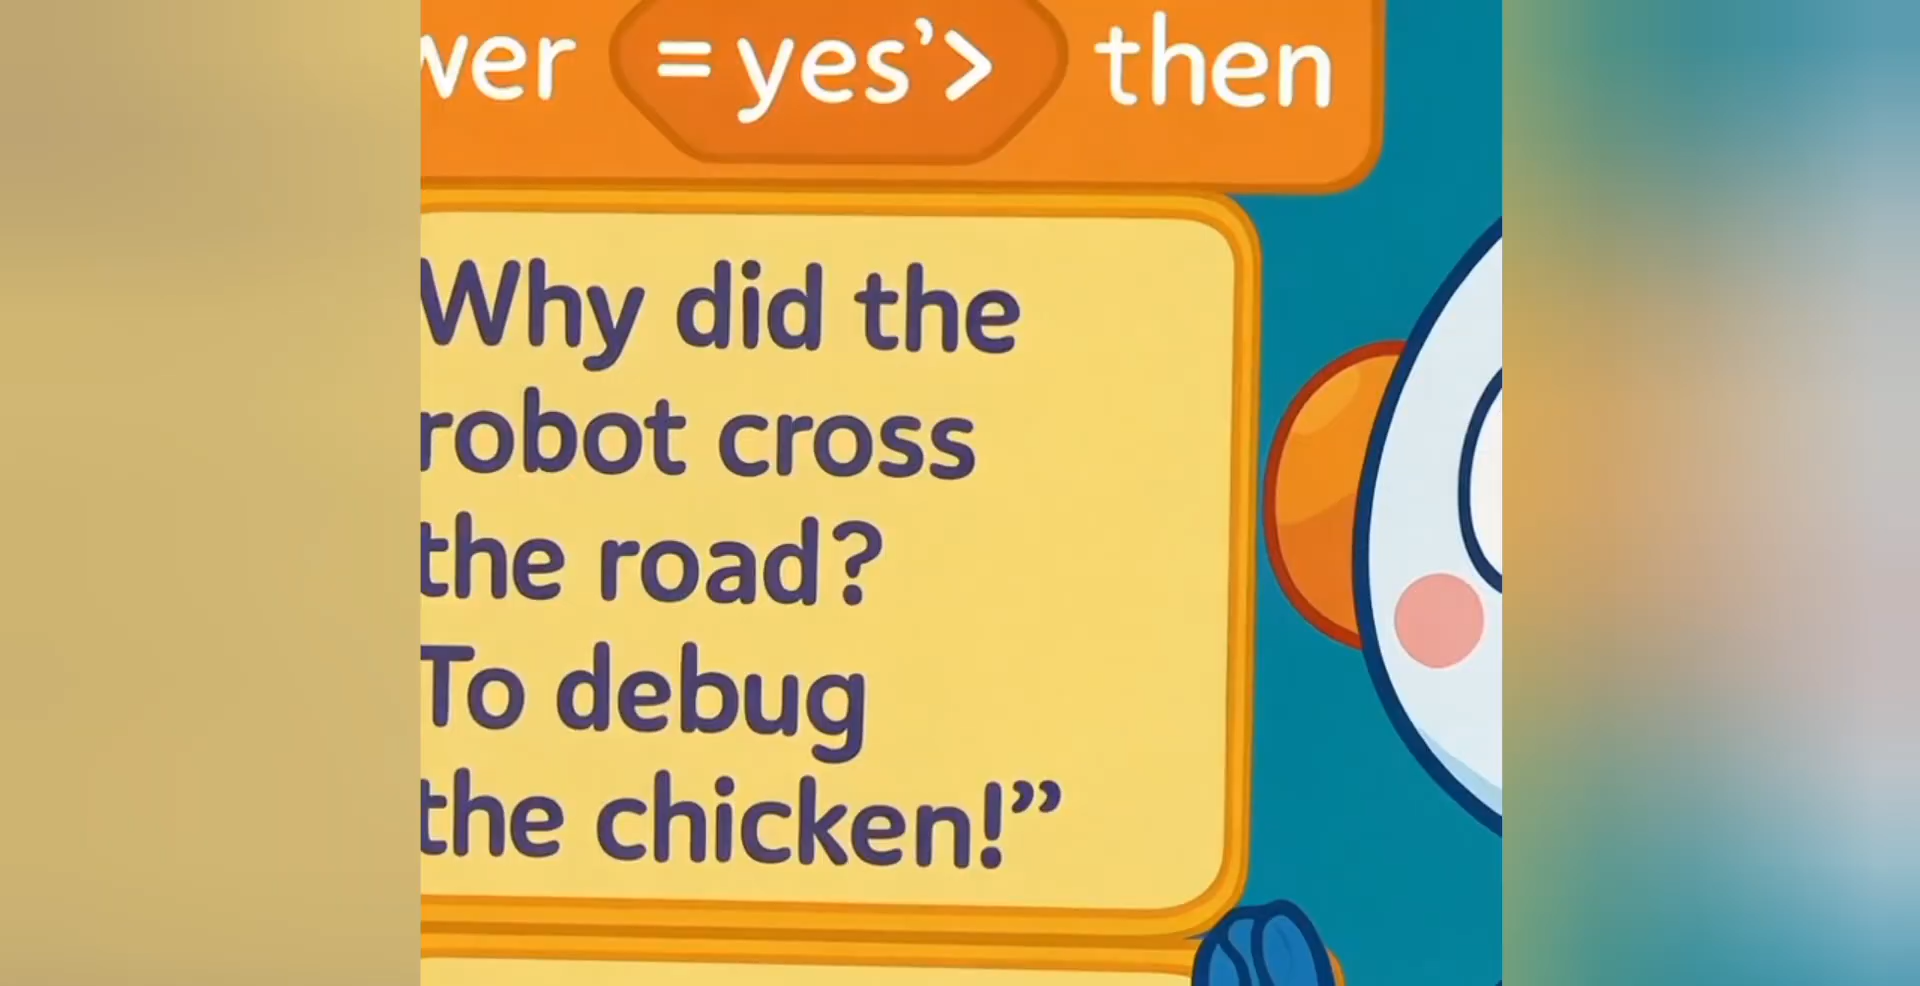 wer = yes’> then
Why did the
robot cross
the road?
To debug
the chicken!”